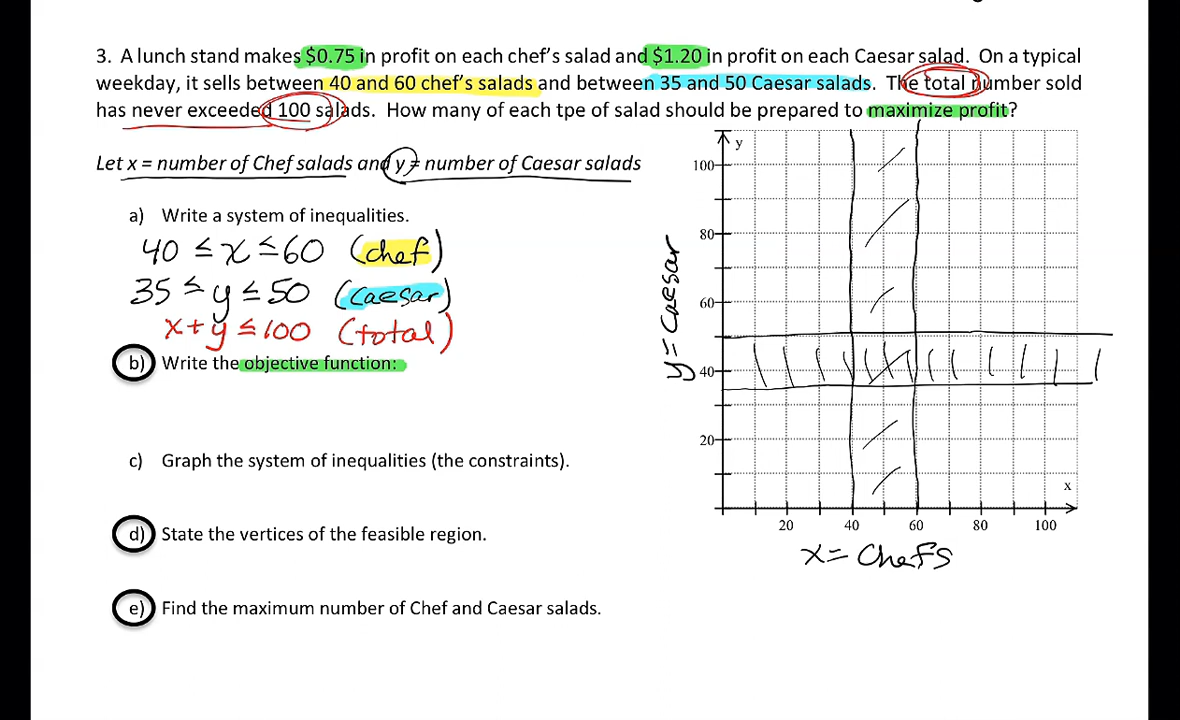 3. A lunch stand makes $0.75 in profit on each chef's salad and $1.20 in profit on each Caesar salad. On a typical
weekday, it sells between 40 and 60 chef's salads and between 35 and 50 Caesar salads. The total number sold
has never exceeded 100 salads. How many of each tpe of salad should be prepared to maximize profit?
Let x = number of Chef salads and y = number of Caesar salads
a) Write a system of inequalities.
40 ≤ x ≤ 60 (chef)
35 ≤ y ≤ 50 (Caesar)
x+y ≤ 100 (total)
b) Write the objective function:
c) Graph the system of inequalities (the constraints).
d) State the vertices of the feasible region.
e) Find the maximum number of Chef and Caesar salads.
y
100
80
60
40
20
y = Caesar
x
20 40 60 80 100
x = Chefs